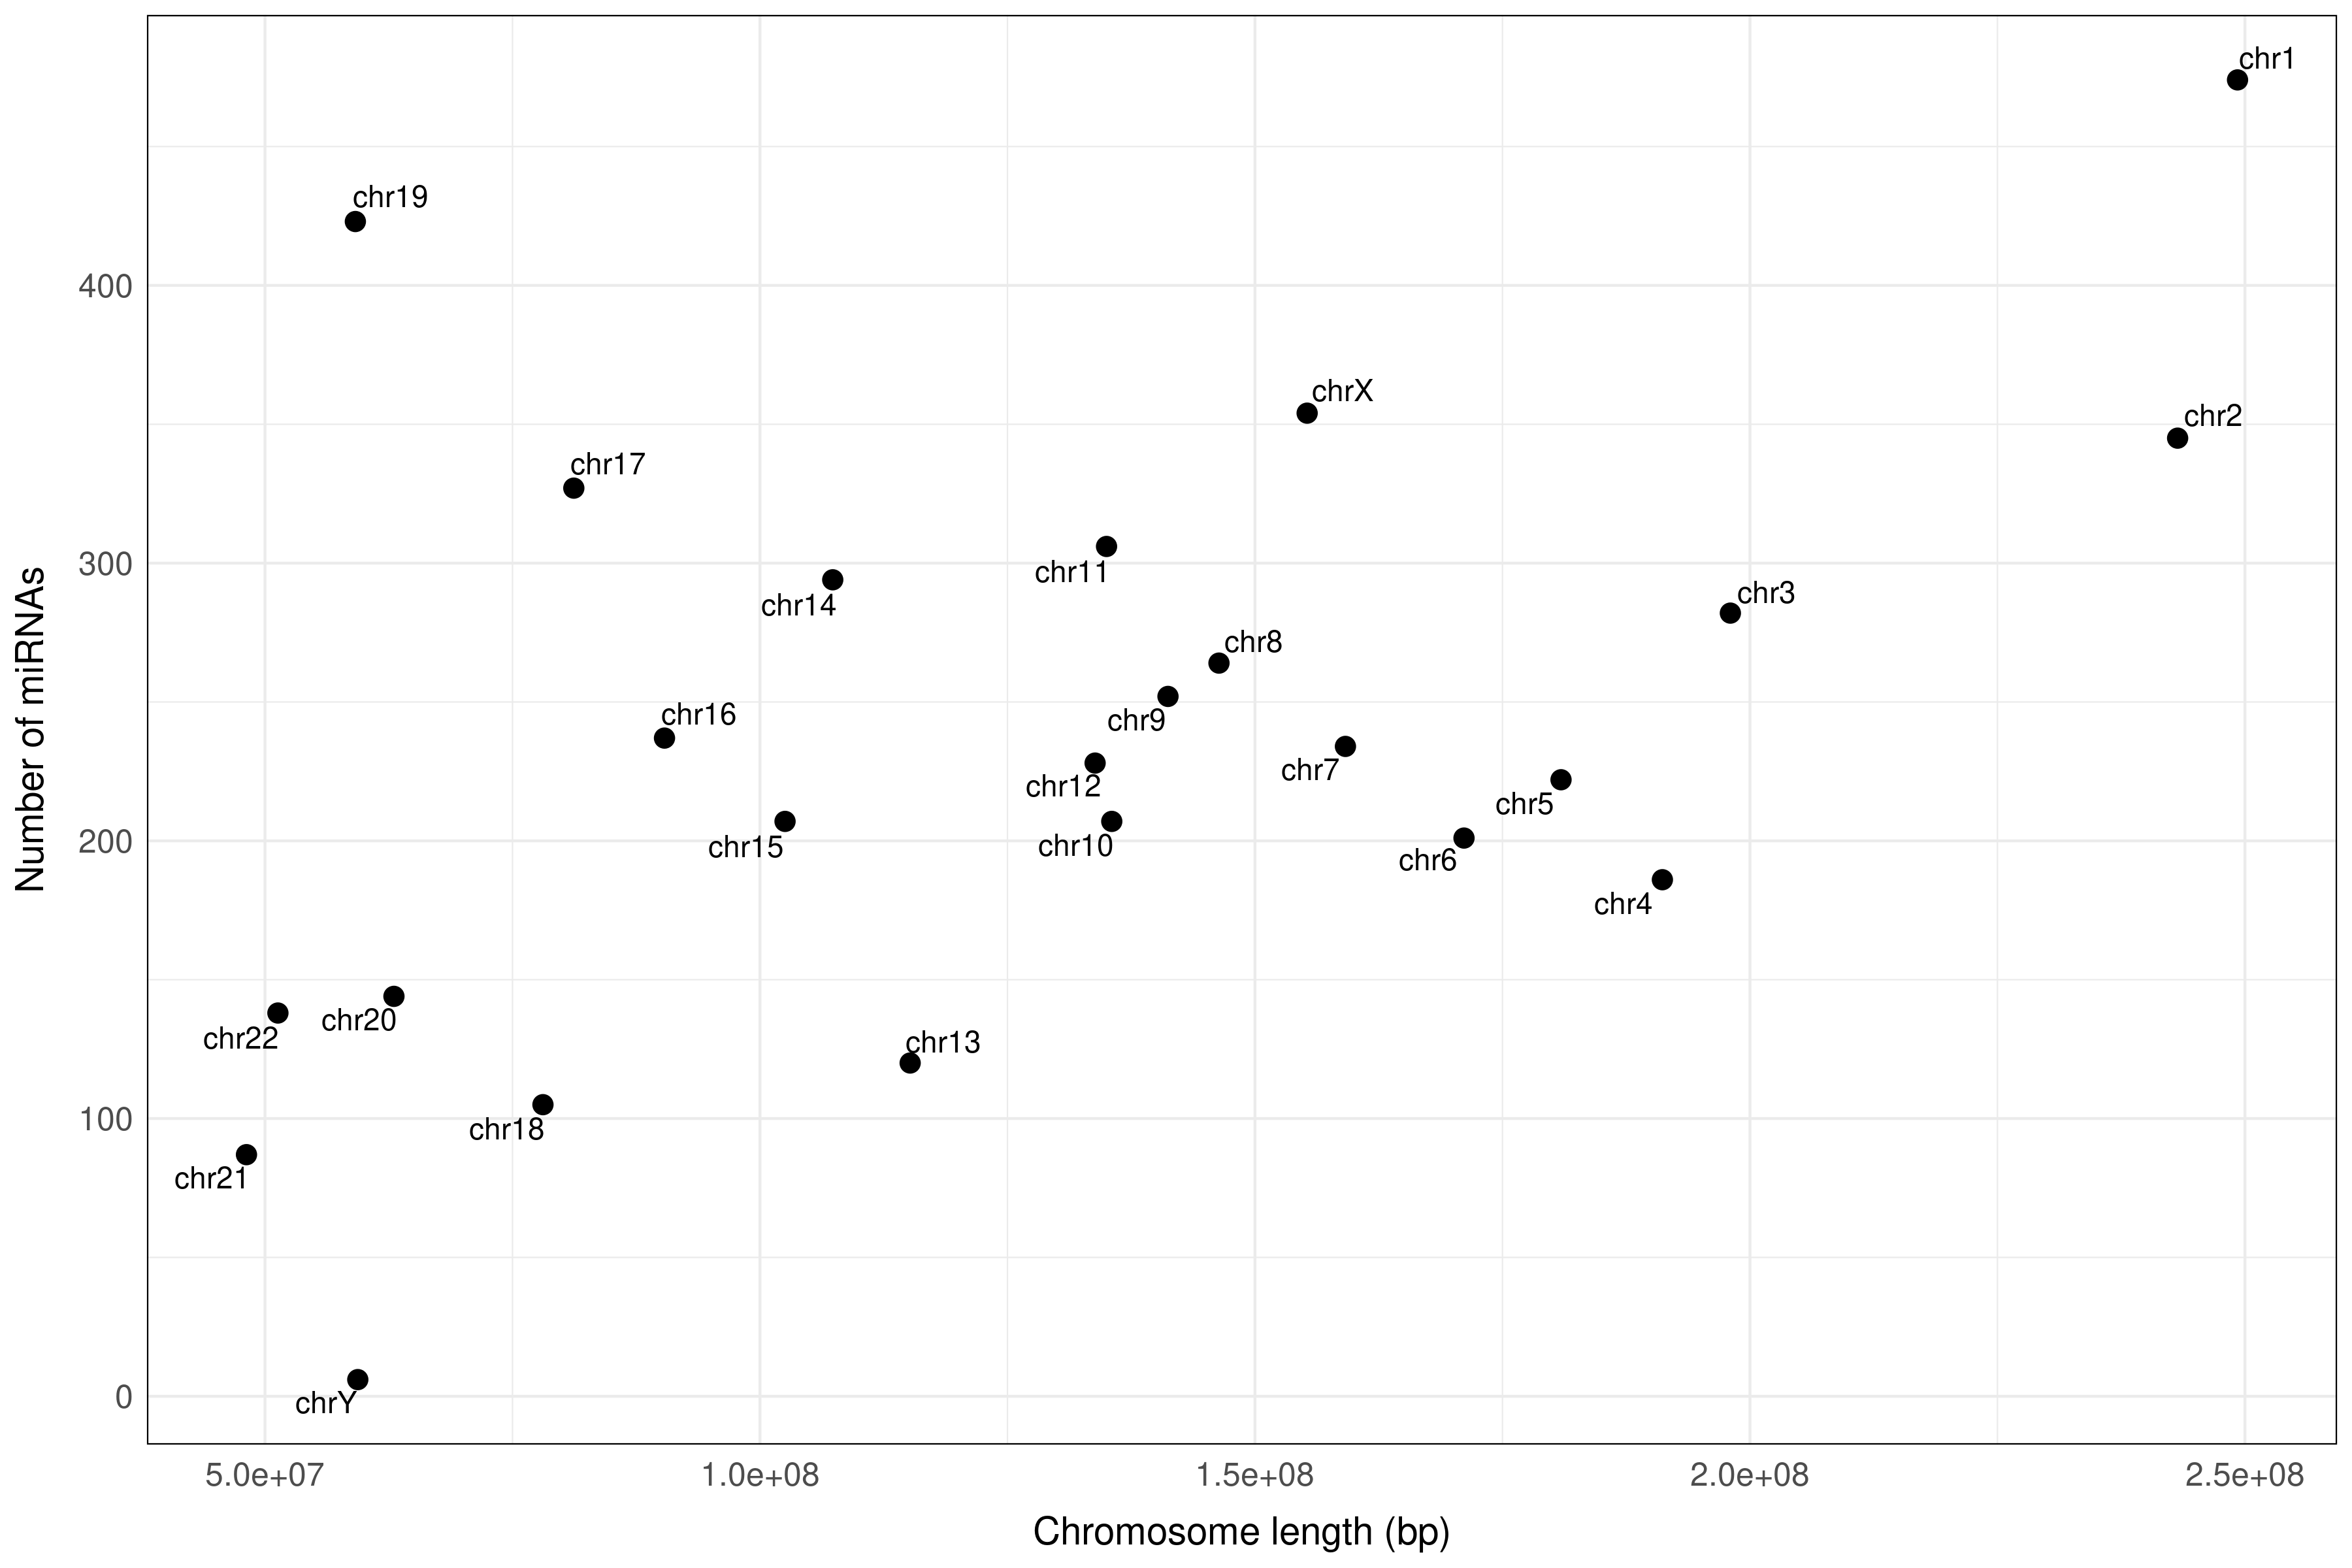 chr1
chr19
chrX
chr2
chr17
chr11
chr14
chr3
chr8
chr16
chr9
chr7
chr12
chr5
chr15
chr10
chr6
chr4
chr22
chr20
chr13
chr18
chr21
chrY
400
300
200
100
0
Number of miRNAs
5.0e+07 1.0e+08 1.5e+08 2.0e+08 2.5e+08
Chromosome length (bp)